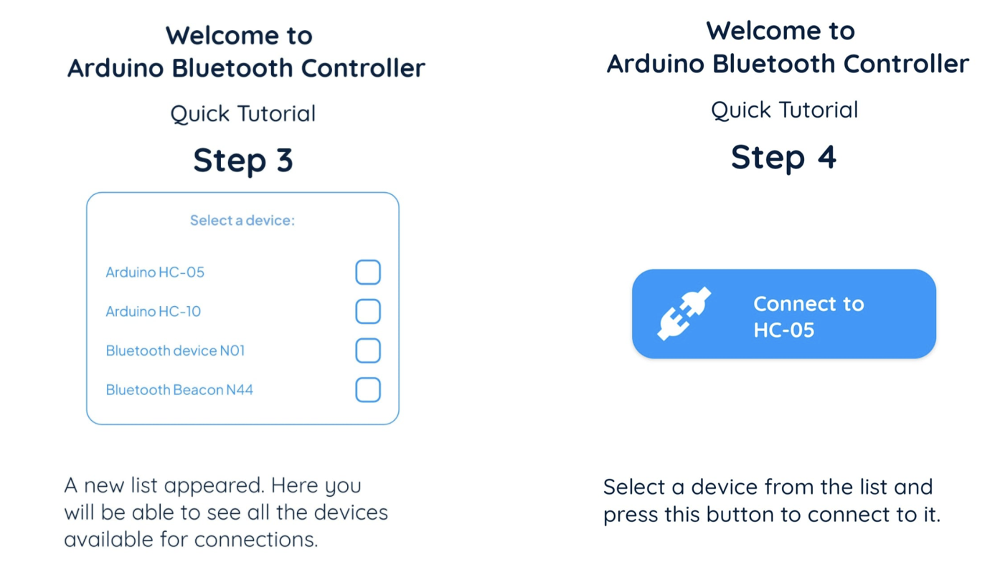 Welcome to
Arduino Bluetooth Controller
Quick Tutorial
Step 3
Select a device:
Arduino HC-05
Arduino HC-10
Bluetooth device N01
Bluetooth Beacon N44
A new list appeared. Here you
will be able to see all the devices
available for connections.
Welcome to
Arduino Bluetooth Controller
Quick Tutorial
Step 4
Connect to
HC-05
Select a device from the list and
press this button to connect to it.